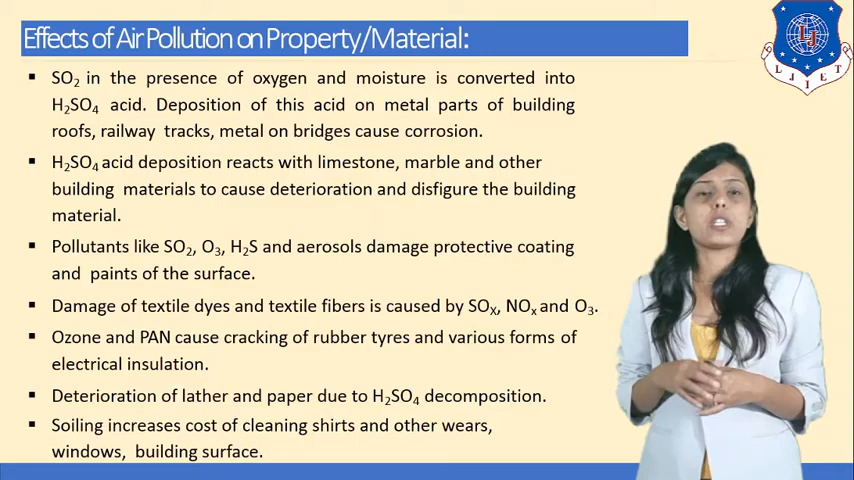 Effects of Air Pollution on Property/Material:
▪ SO₂ in the presence of oxygen and moisture is converted into
H₂SO₄ acid. Deposition of this acid on metal parts of building
roofs, railway tracks, metal on bridges cause corrosion.
▪ H₂SO₄ acid deposition reacts with limestone, marble and other
building materials to cause deterioration and disfigure the building
material.
▪ Pollutants like SO₂, O₃, H₂S and aerosols damage protective coating
and paints of the surface.
▪ Damage of textile dyes and textile fibers is caused by SOₓ, NOₓ and O₃.
▪ Ozone and PAN cause cracking of rubber tyres and various forms of
electrical insulation.
▪ Deterioration of lather and paper due to H₂SO₄ decomposition.
▪ Soiling increases cost of cleaning shirts and other wears,
windows, building surface.
LJ
LJIET